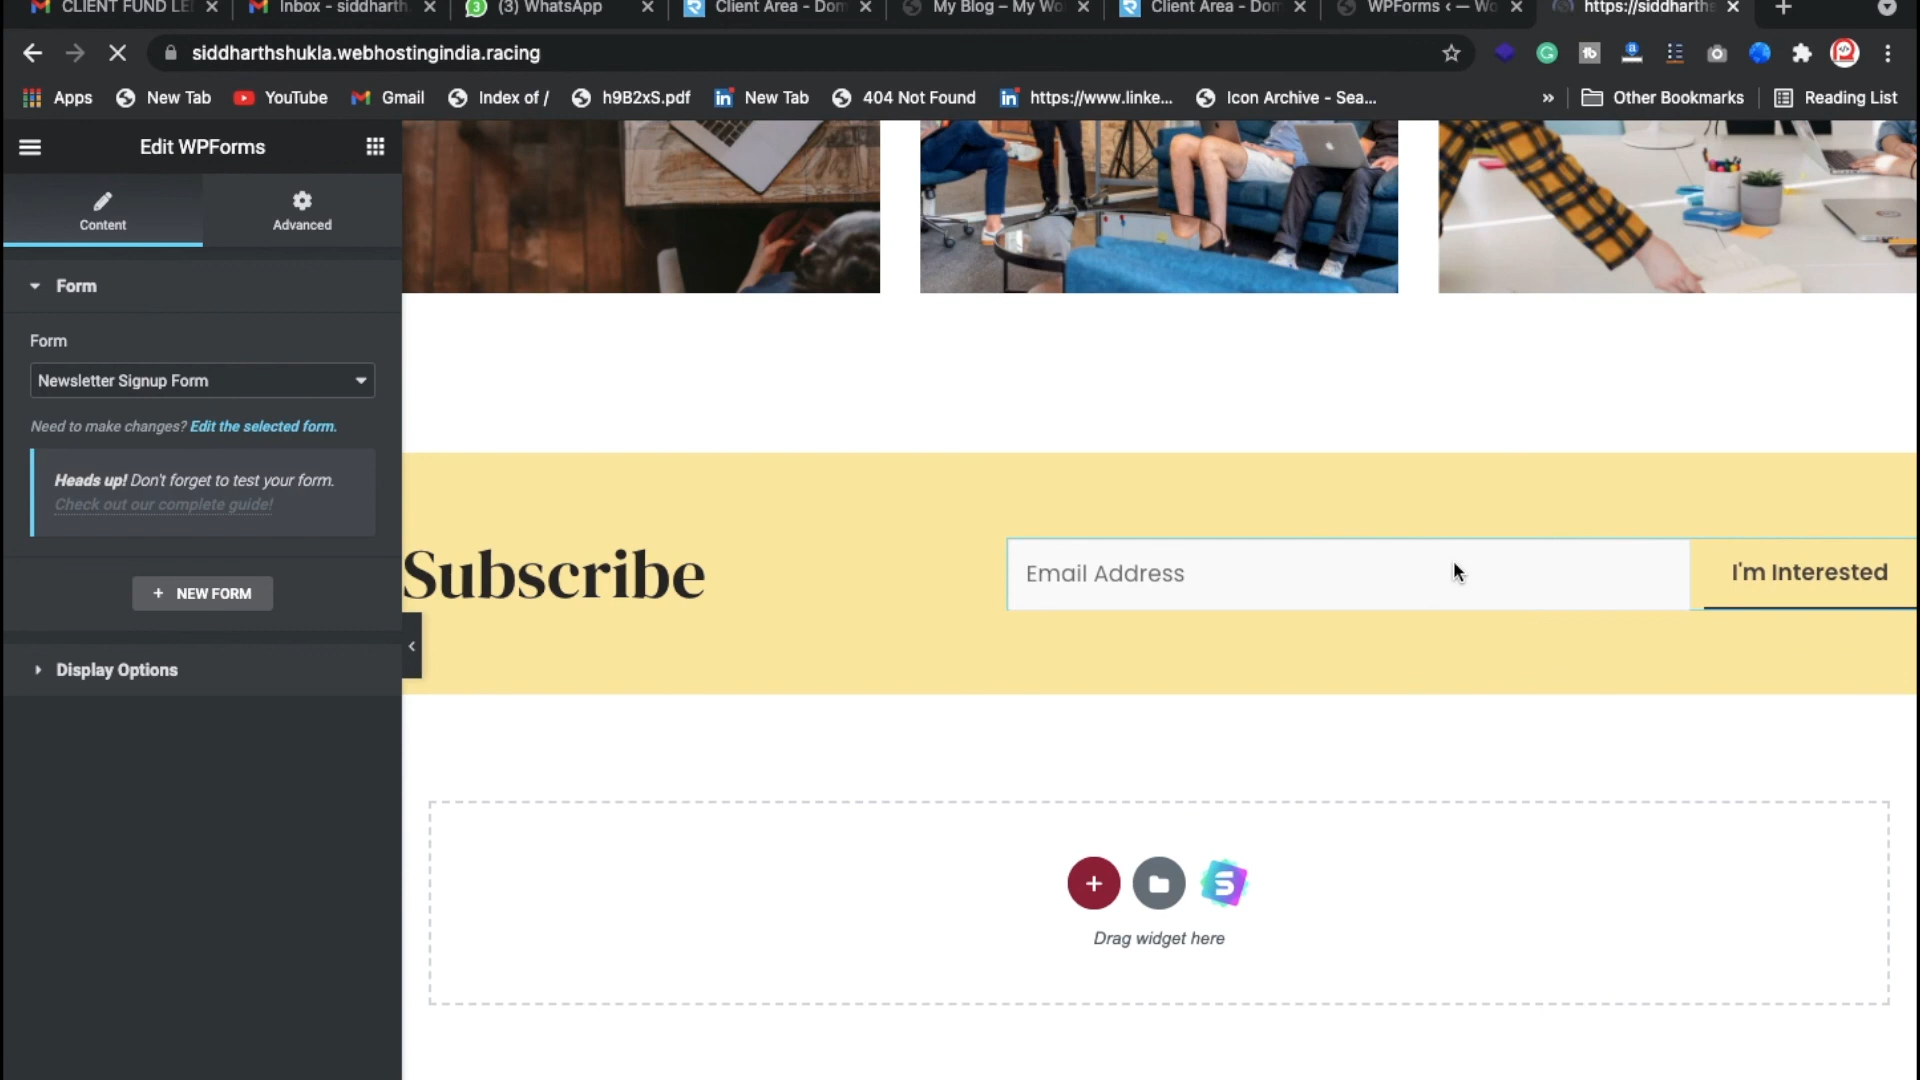 CLIENT FUND LE
Inbox - siddharth
3
(3) WhatsApp
Client Area - Dom
My Blog – My Wo
Client Area - Dom
WPForms ‹ — Wo
https://siddharths
siddharthshukla.webhostingindia.racing
Apps
New Tab
YouTube
Gmail
Index of /
h9B2xS.pdf
New Tab
404 Not Found
https://www.linke...
Icon Archive - Sea...
»
Other Bookmarks
Reading List
Edit WPForms
Content
Advanced
Form
Form
Newsletter Signup Form
Need to make changes? Edit the selected form.
Heads up! Don't forget to test your form.
Check out our complete guide!
+ NEW FORM
Display Options
Subscribe
Email Address
I'm Interested
Drag widget here